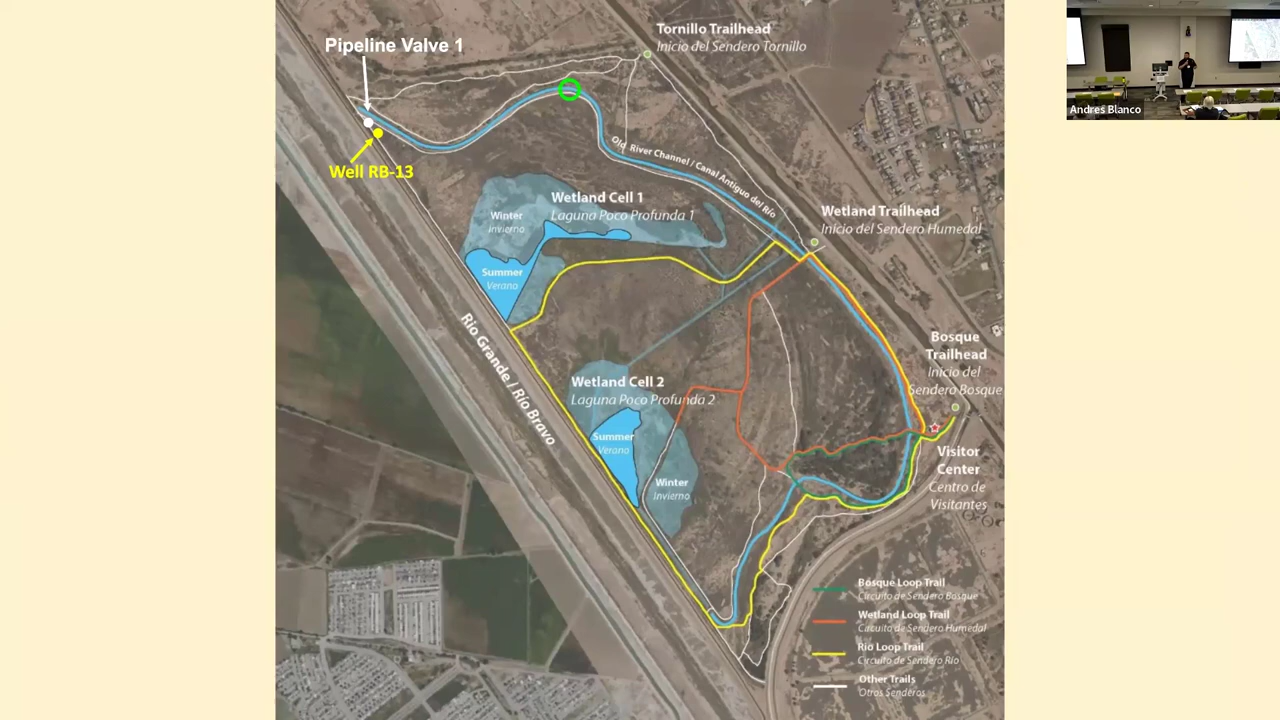 Tornillo Trailhead
Inicio del Sendero Tornillo
Pipeline Valve 1
Well RB-13
Old River Channel / Canal Antiguo del Río
Wetland Cell 1
Laguna Poco Profunda 1
Winter
Invierno
Summer
Verano
Wetland Trailhead
Inicio del Sendero Humedal
Rio Grande / Río Bravo
Bosque
Trailhead
Inicio del
Sendero Bosque
Wetland Cell 2
Laguna Poco Profunda 2
Summer
Verano
Winter
Invierno
Visitor
Center
Centro de
Visitantes
Bosque Loop Trail
Circuito de Sendero Bosque
Wetland Loop Trail
Circuito de Sendero Humedal
Rio Loop Trail
Circuito de Sendero Río
Other Trails
Otros Senderos
Andres Blanco